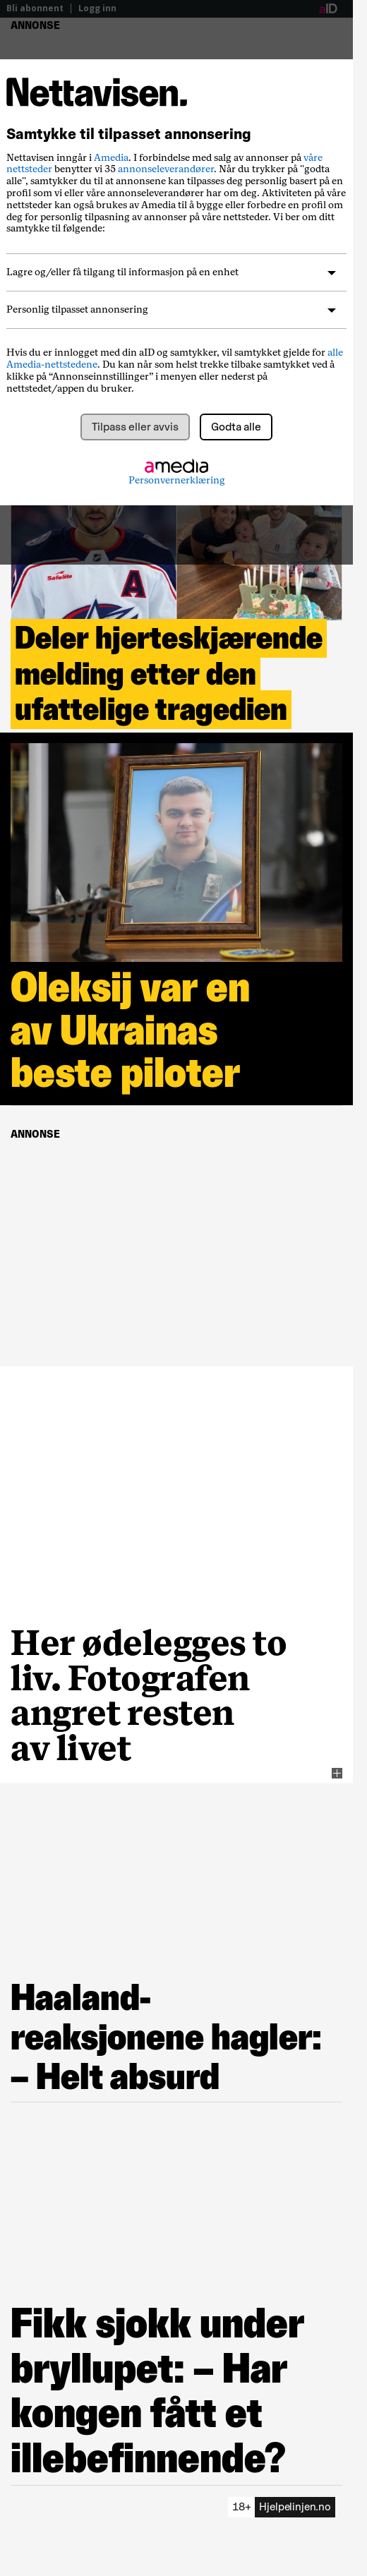 Bli abonnent | Logg inn
aID
ANNONSE
Nettavisen.
Samtykke til tilpasset annonsering
Nettavisen inngår i Amedia. I forbindelse med salg av annonser på våre
nettsteder benytter vi 35 annonseleverandører. Når du trykker på "godta
alle", samtykker du til at annonsene kan tilpasses deg personlig basert på en
profil som vi eller våre annonseleverandører har om deg. Aktiviteten på våre
nettsteder kan også brukes av Amedia til å bygge eller forbedre en profil om
deg for personlig tilpasning av annonser på våre nettsteder. Vi ber om ditt
samtykke til følgende:
Lagre og/eller få tilgang til informasjon på en enhet
Personlig tilpasset annonsering
Hvis du er innlogget med din aID og samtykker, vil samtykket gjelde for alle
Amedia-nettstedene. Du kan når som helst trekke tilbake samtykket ved å
klikke på “Annonseinnstillinger” i menyen eller nederst på
nettstedet/appen du bruker.
Tilpass eller avvis
Godta alle
amedia
Personvernerklæring
Safelite
A
Deler hjerteskjærende
melding etter den
ufattelige tragedien
Oleksij var en
av Ukrainas
beste piloter
ANNONSE
Her ødelegges to
liv. Fotografen
angret resten
av livet
Haaland-
reaksjonene hagler:
– Helt absurd
Fikk sjokk under
bryllupet: – Har
kongen fått et
illebefinnende?
18+ Hjelpelinjen.no